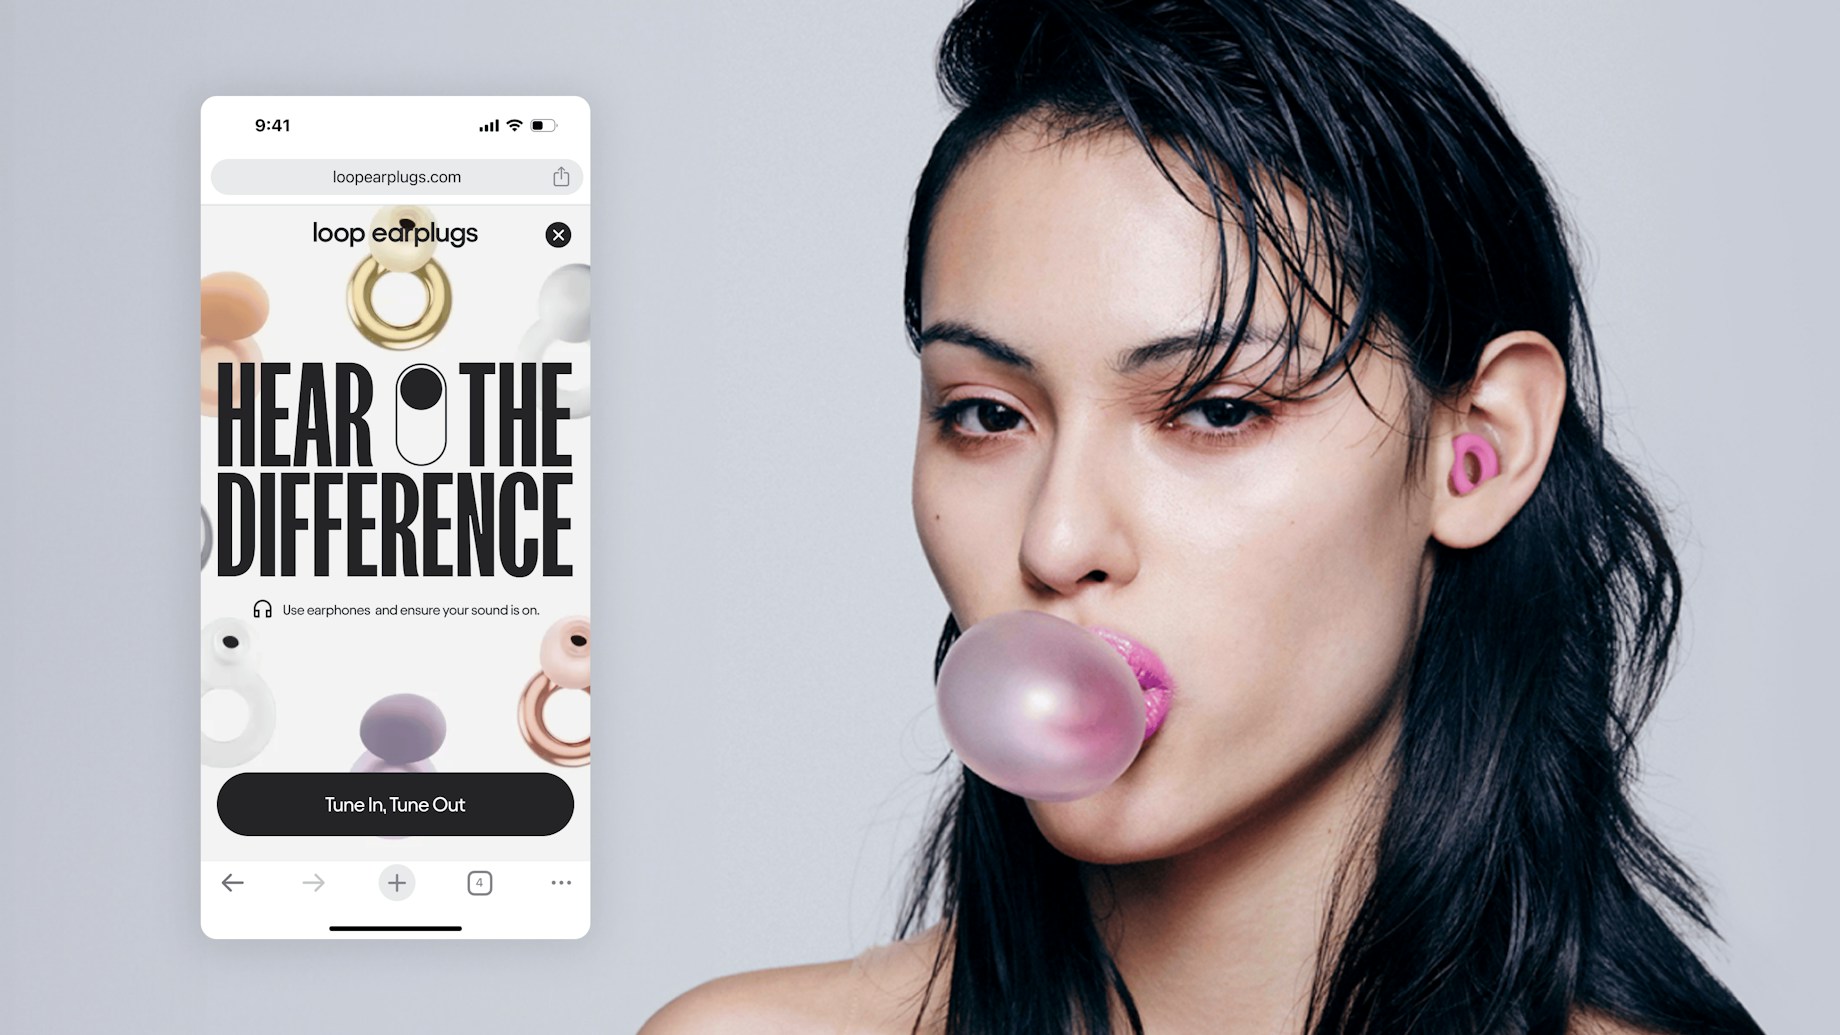 9:41
loopearplugs.com
loop earplugs
HEAR THE
DIFFERENCE
Use earphones and ensure your sound is on.
Tune In, Tune Out
4